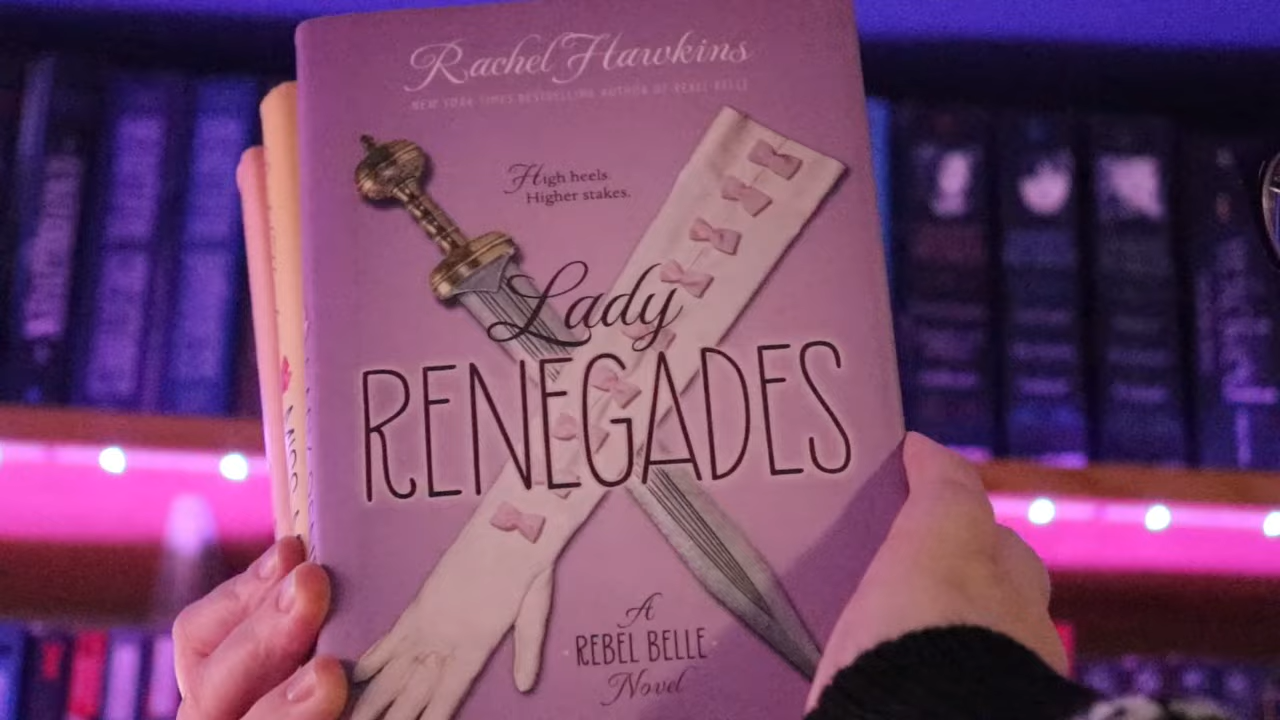 Rachel Hawkins
NEW YORK TIMES BESTSELLING AUTHOR OF REBEL BELLE
High heels.
Higher stakes.
Lady
RENEGADES
A
REBEL BELLE
Novel